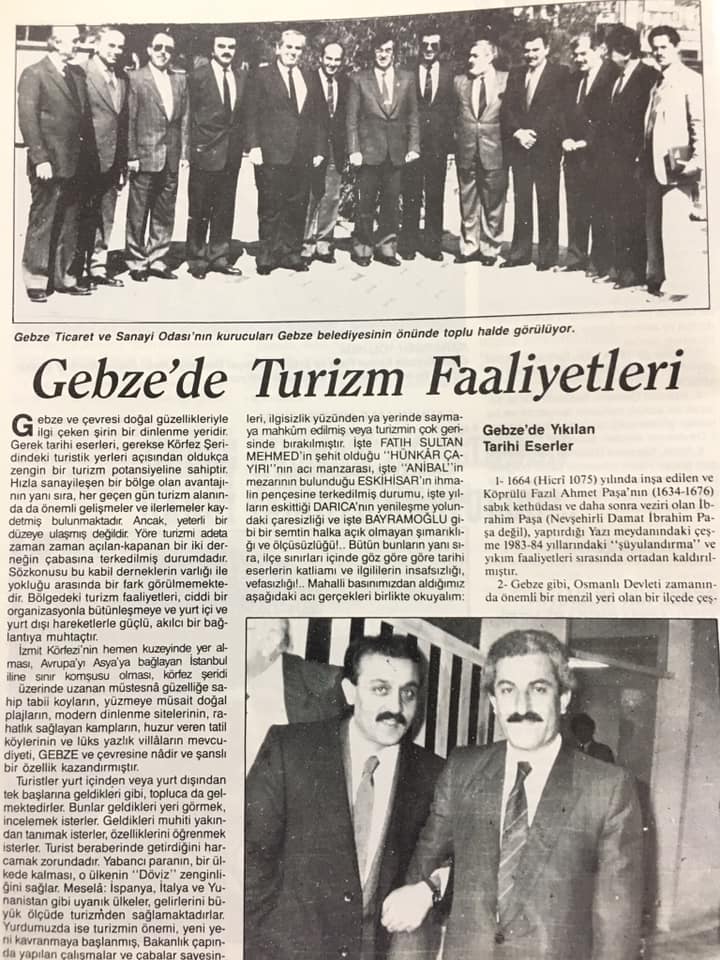 Gebze Ticaret ve Sanayi Odası'nın kurucuları Gebze belediyesinin önünde toplu halde görülüyor.
Gebze'de Turizm Faaliyetleri
Gebze ve çevresi doğal güzellikleriyle
ilgi çeken şirin bir dinlenme yeridir.
Gerek tarihi eserleri, gerekse Körfez Şeri-
dindeki turistik yerleri açısından oldukça
zengin bir turizm potansiyeline sahiptir.
Hızla sanayileşen bir bölge olan avantajı-
nın yanı sıra, her geçen gün turizm alanın-
da da önemli gelişmeler ve ilerlemeler kay-
detmiş bulunmaktadır. Ancak, yeterli bir
düzeye ulaşmış değildir. Yöre turizmi adeta
zaman zaman açılan-kapanan bir iki der-
neğin çabasına terkedilmiş durumdadır.
Sözkonusu bu kabil derneklerin varlığı ile
yokluğu arasında bir fark görülmemekte-
dir. Bölgedeki turizm faaliyetleri, ciddi bir
organizasyonla bütünleşmeye ve yurt içi ve
yurt dışı hareketlerle güçlü, akılcı bir bağ-
lantıya muhtaçtır.
İzmit Körfezi'nin hemen kuzeyinde yer al-
ması, Avrupa'yı Asya'ya bağlayan İstanbul
iline sınır komşusu olması, körfez şeridi
üzerinde uzanan müstesnâ güzelliğe sa-
hip tabii koyların, yüzmeye müsait doğal
plajların, modern dinlenme sitelerinin, ra-
hatlık sağlayan kampların, huzur veren tatil
köylerinin ve lüks yazlık villâların mevcu-
diyeti, GEBZE ve çevresine nâdir ve şanslı
bir özellik kazandırmıştır.
Turistler yurt içinden veya yurt dışından
tek başlarına geldikleri gibi, topluca da gel-
mektedirler. Bunlar geldikleri yeri görmek,
incelemek isterler. Geldikleri muhiti yakın-
dan tanımak isterler, özelliklerini öğrenmek
isterler. Turist beraberinde getirdiğini har-
camak zorundadır. Yabancı paranın, bir ül-
kede kalması, o ülkenin ''Döviz'' zenginli-
ğini sağlar. Meselâ: İspanya, İtalya ve Yu-
nanistan gibi uyanık ülkeler, gelirlerini bü-
yük ölçüde turizmden sağlamaktadırlar.
Yurdumuzda ise turizmin önemi, yeni ye-
ni kavranmaya başlanmış, Bakanlık çapın-
da yapılan çalışmalar ve çabalar sayesin-
leri, ilgisizlik yüzünden ya yerinde sayma-
ya mahkûm edilmiş veya turizmin çok geri-
sinde bırakılmıştır. İşte FATİH SULTAN
MEHMED'in şehit olduğu ''HÜNKÂR ÇA-
YIRI''nın acı manzarası, işte ''ANİBAL''in
mezarının bulunduğu ESKİHİSAR'ın ihma-
lin pençesine terkedilmiş durumu, işte yıl-
ların eskittiği DARICA'nın yenileşme yolun-
daki çaresizliği ve işte BAYRAMOĞLU gi-
bi bir semtin halka açık olmayan şımarıklı-
ğı ve ölçüsüzlüğü!.. Bütün bunların yanı sı-
ra, ilçe sınırları içinde göz göre göre tarihi
eserlerin katliamı ve ilgililerin insafsızlığı,
vefasızlığı!.. Mahalli basınımızdan aldığımız
aşağıdaki acı gerçekleri birlikte okuyalım:
Gebze'de Yıkılan
Tarihi Eserler
1- 1664 (Hicrî 1075) yılında inşa edilen ve
Köprülü Fazıl Ahmet Paşa'nın (1634-1676)
sabık kethüdası ve daha sonra veziri olan İb-
rahim Paşa (Nevşehirli Damat İbrahim Pa-
şa değil), yaptırdığı Yazı meydanındaki çeş-
me 1983-84 yıllarındaki ''şüyulandırma'' ve
yıkım faaliyetleri sırasında ortadan kaldırıl-
mıştır.
2- Gebze gibi, Osmanlı Devleti zamanın-
da önemli bir menzil yeri olan bir ilçede çeş-